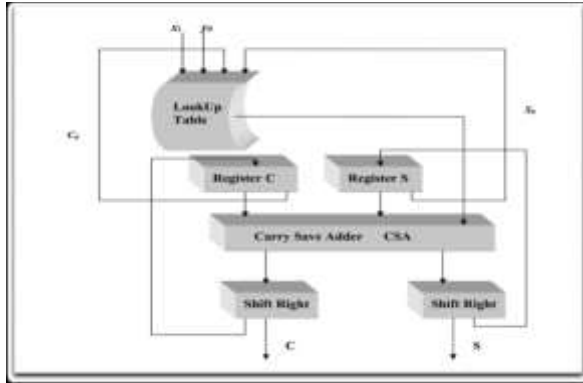 LookUp
Table
Register C
Register S
Carry Save Adder CSA
Shift Right
Shift Right
C
S